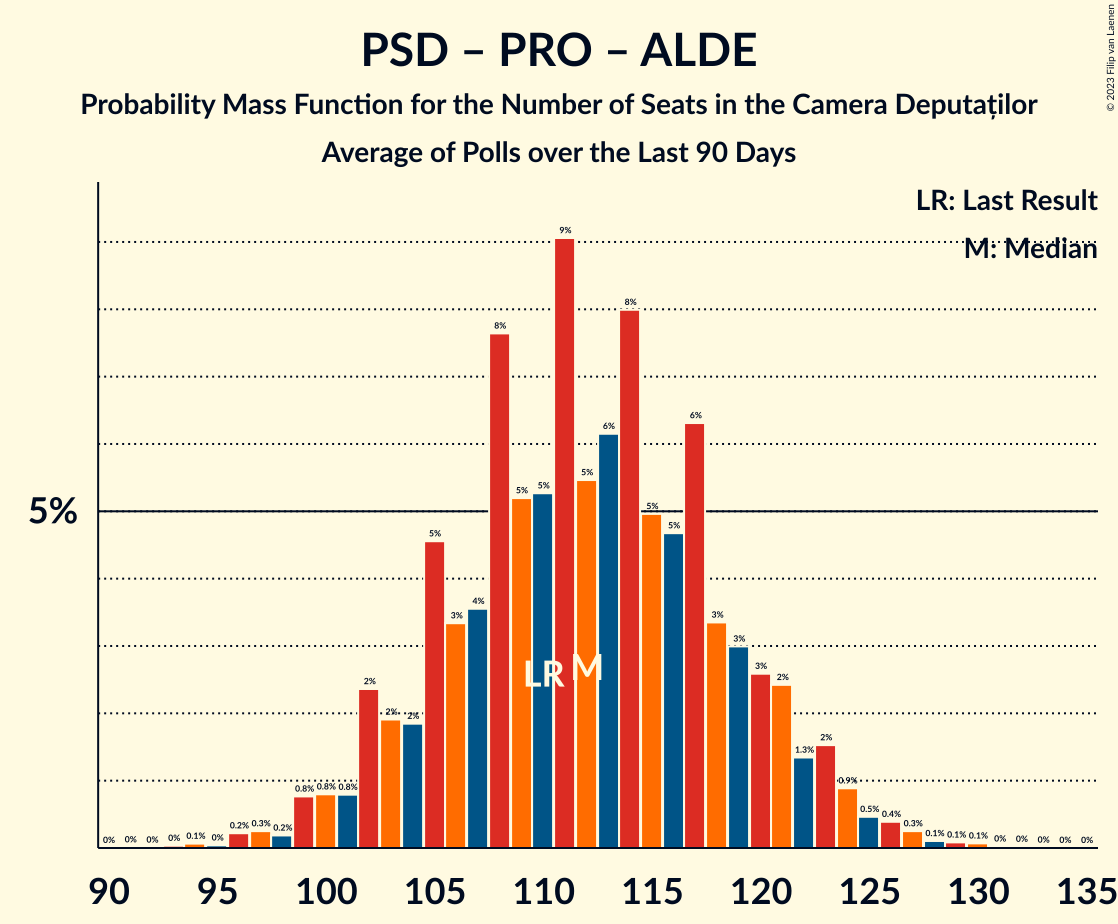 PSD – PRO – ALDE
Probability Mass Function for the Number of Seats in the Camera Deputaților
Average of Polls over the Last 90 Days
© 2023 Filip van Laenen
LR: Last Result
M: Median
5%
0% 0% 0% 0% 0.1% 0% 0.2% 0.3% 0.2% 0.8% 0.8% 0.8% 2% 2% 2% 5% 3% 4% 8% 5% 5% 9% 5% 6% 8% 5% 5% 6% 3% 3% 3% 2% 1.3% 2% 0.9% 0.5% 0.4% 0.3% 0.1% 0.1% 0.1% 0% 0% 0% 0% 0%
LR M
90 95 100 105 110 115 120 125 130 135